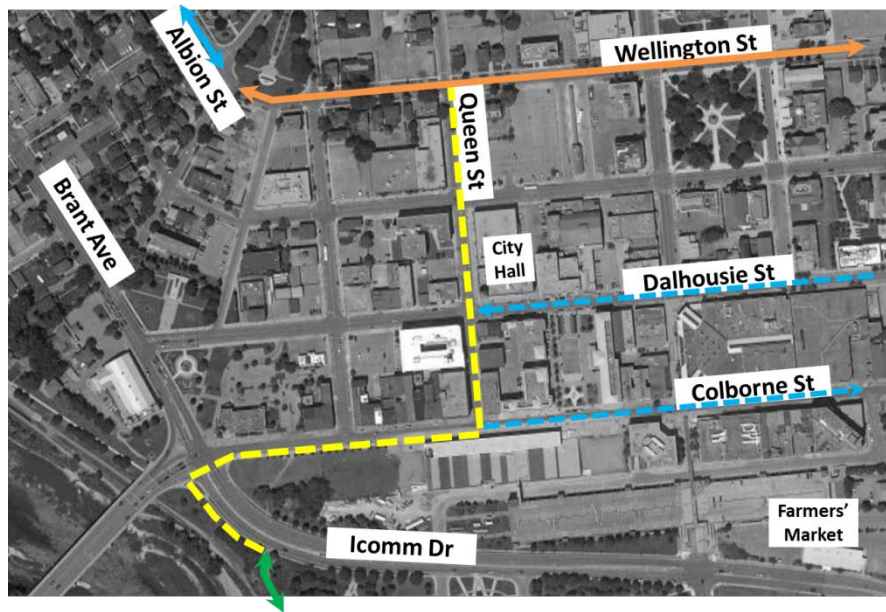 Albion St
Wellington St
Queen St
Brant Ave
City
Hall
Dalhousie St
Colborne St
Farmers'
Market
Icomm Dr